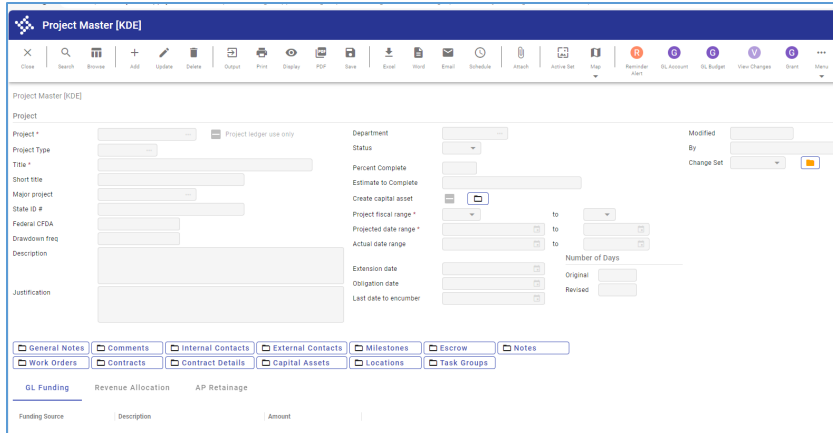 Project Master [KDE]
Close Search Browse Add Update Delete Output Print Display PDF Save Excel Word Email Schedule Attach Active Set Map R Reminder Alert G GL Account G GL Budget V View Changes G Grant Menu
Project Master [KDE]
Project
Project * Project ledger use only Department Modified
Project Type Status By
Title * Percent Complete Change Set
Short title Estimate to Complete
Major project Create capital asset
State ID # Project fiscal range * to
Federal CFDA Projected date range * to
Drawdown freq Actual date range to
Description Number of Days
Extension date Original
Obligation date Revised
Justification Last date to encumber
General Notes Comments Internal Contacts External Contacts Milestones Escrow Notes
Work Orders Contracts Contract Details Capital Assets Locations Task Groups
GL Funding Revenue Allocation AP Retainage
Funding Source Description Amount